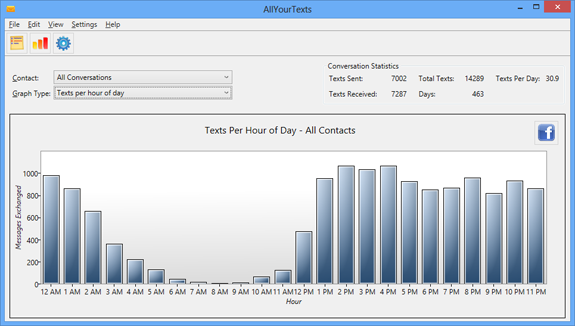 AllYourTexts
File Edit View Settings Help
Conversation Statistics
Contact: All Conversations
Texts Sent: 7002 Total Texts: 14289 Texts Per Day: 30.9
Graph Type: Texts per hour of day
Texts Received: 7287 Days: 463
Texts Per Hour of Day - All Contacts
f
Messages Exchanged
1000
800
600
400
200
0
12 AM 1 AM 2 AM 3 AM 4 AM 5 AM 6 AM 7 AM 8 AM 9 AM 10 AM 11 AM 12 PM 1 PM 2 PM 3 PM 4 PM 5 PM 6 PM 7 PM 8 PM 9 PM 10 PM 11 PM
Hour